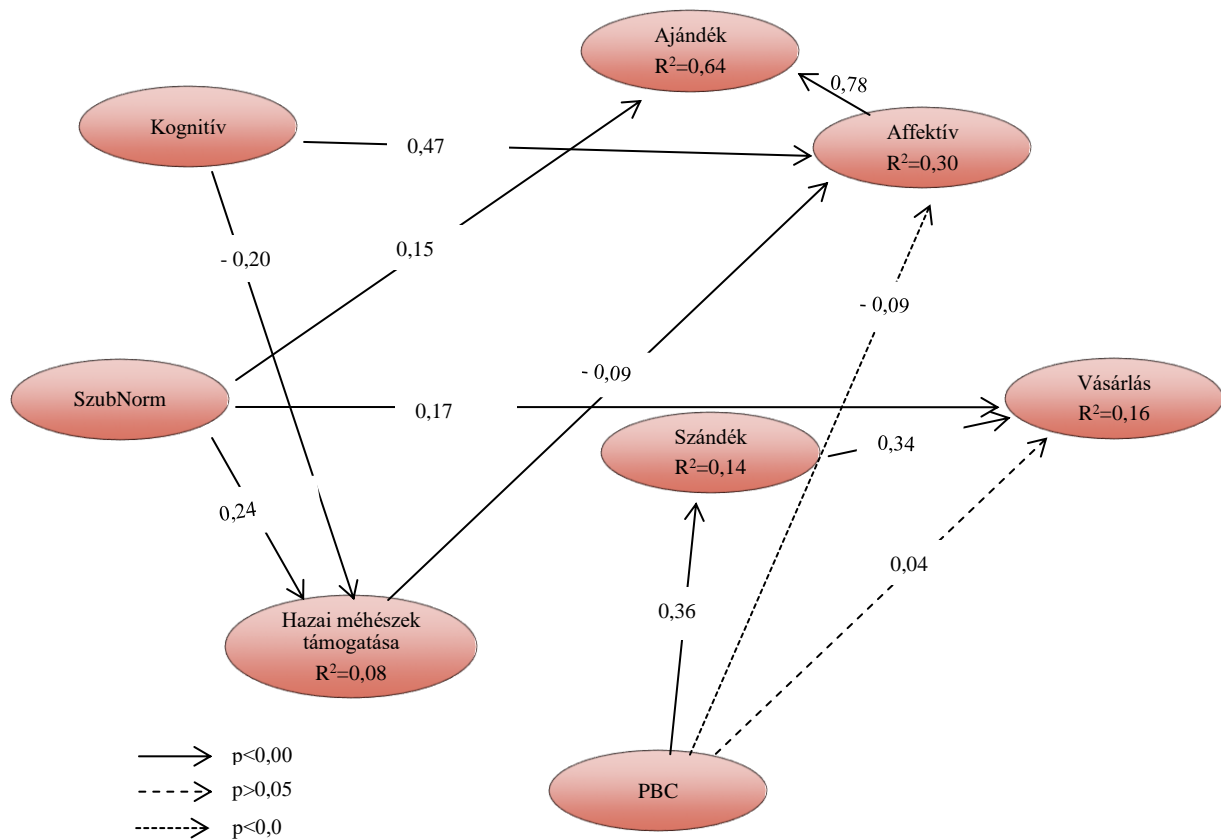 Ajándék
R²=0,64
0,78
Kognitív
Affektív
R²=0,30
0,47
0,15
- 0,20
- 0,09
- 0,09
SzubNorm
0,17
Vásárlás
R²=0,16
Szándék
R²=0,14
0,34
0,24
0,04
0,36
Hazai méhészek
támogatása
R²=0,08
PBC
p<0,00
p>0,05
p<0,0